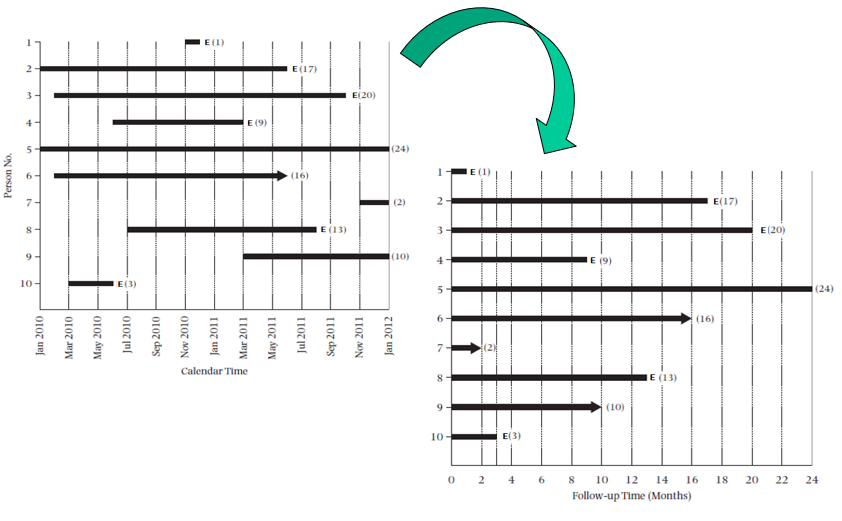 Person No.
1 E (1)
2 E (17)
3 E(20)
4 E (9)
5 (24)
6 (16)
7 (2)
8 E (13)
9 (10)
10 E (3)
Jan 2010 Mar 2010 May 2010 Jul 2010 Sep 2010 Nov 2010 Jan 2011 Mar 2011 May 2011 Jul 2011 Sep 2011 Nov 2011 Jan 2012
Calendar Time
1 E (1)
2 E(17)
3 E(20)
4 E (9)
5 (24)
6 (16)
7 (2)
8 E (13)
9 (10)
10 E(3)
0 2 4 6 8 10 12 14 16 18 20 22 24
Follow-up Time (Months)